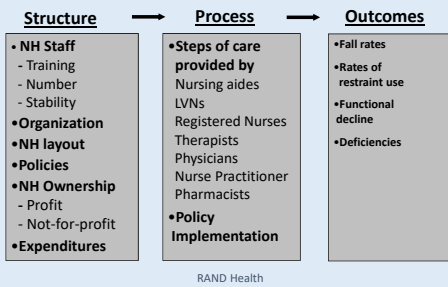 Structure
Process
Outcomes
• NH Staff
- Training
- Number
- Stability
•Organization
•NH layout
•Policies
•NH Ownership
- Profit
- Not-for-profit
•Expenditures
•Steps of care
provided by
Nursing aides
LVNs
Registered Nurses
Therapists
Physicians
Nurse Practitioner
Pharmacists
•Policy
Implementation
•Fall rates
•Rates of
restraint use
•Functional
decline
•Deficiencies
RAND Health